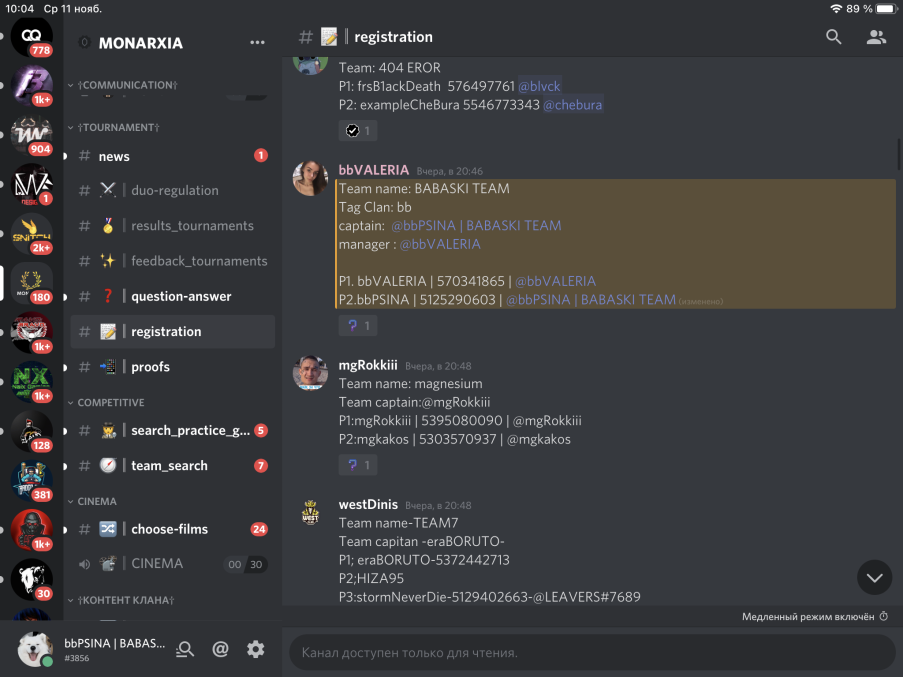 10:04 Ср 11 нояб.
89 %
778
1k+
904
1
2k+
180
1k+
1k+
128
381
1k+
30
MONARXIA
†COMMUNICATION†
†TOURNAMENT†
# news 1
# | duo-regulation
# | results_tournaments
# | feedback_tournaments
# | question-answer
# | registration
# | proofs
COMPETITIVE
# | search_practice_g... 5
# | team_search 7
CINEMA
# | choose-films 24
| CINEMA 00 30
†КОНТЕНТ КЛАНА†
bbPSINA | BABAS...
#3856
# | registration
Team: 404 EROR
P1: frsB1ackDeath 576497761 @blvck
P2: exampleCheBura 5546773343 @chebura
1
bbVALERIA Вчера, в 20:46
Team name: BABASKI TEAM
Tag Clan: bb
captain: @bbPSINA | BABASKI TEAM
manager : @bbVALERIA
P1. bbVALERIA | 570341865 | @bbVALERIA
P2.bbPSINA | 5125290603 | @bbPSINA | BABASKI TEAM (изменено)
? 1
mgRokkiii Вчера, в 20:48
Team name: magnesium
Team captain:@mgRokkiii
P1:mgRokkiii | 5395080090 | @mgRokkiii
P2:mgkakos | 5303570937 | @mgkakos
? 1
westDinis Вчера, в 20:48
Team name-TEAM7
Team capitan -eraBORUTO-
P1; eraBORUTO-5372442713
P2;HIZA95
P3:stormNeverDie-5129402663-@LEAVERS#7689
Медленный режим включён
Канал доступен только для чтения.